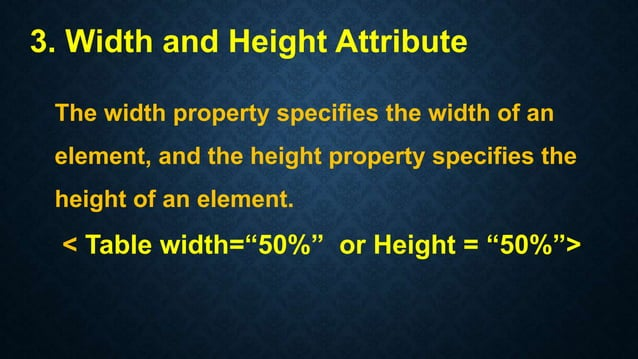 3. Width and Height Attribute
The width property specifies the width of an
element, and the height property specifies the
height of an element.
< Table width=“50%”  or Height = “50%”>